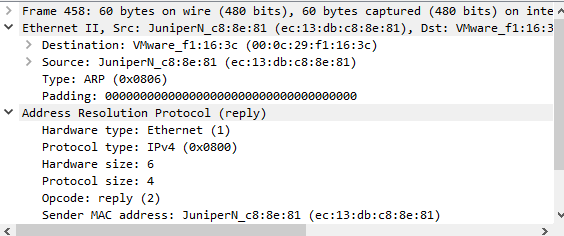 Frame 458: 60 bytes on wire (480 bits), 60 bytes captured (480 bits) on inte
Ethernet II, Src: JuniperN_c8:8e:81 (ec:13:db:c8:8e:81), Dst: VMware_f1:16:3
Destination: VMware_f1:16:3c (00:0c:29:f1:16:3c)
Source: JuniperN_c8:8e:81 (ec:13:db:c8:8e:81)
Type: ARP (0x0806)
Padding: 000000000000000000000000000000000000
Address Resolution Protocol (reply)
Hardware type: Ethernet (1)
Protocol type: IPv4 (0x0800)
Hardware size: 6
Protocol size: 4
Opcode: reply (2)
Sender MAC address: JuniperN_c8:8e:81 (ec:13:db:c8:8e:81)